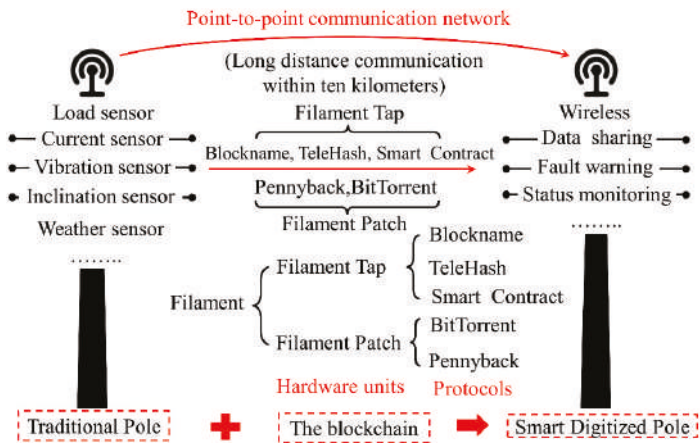 Point-to-point communication network
(Long distance communication
within ten kilometers)
Load sensor
Current sensor
Vibration sensor
Inclination sensor
Weather sensor
........
Filament Tap
Blockname, TeleHash, Smart Contract
Pennyback,BitTorrent
Filament Patch
Wireless
Data sharing
Fault warning
Status monitoring
........
Filament
Filament Tap
Blockname
TeleHash
Smart Contract
Filament Patch
BitTorrent
Pennyback
Hardware units
Protocols
Traditional Pole
The blockchain
Smart Digitized Pole